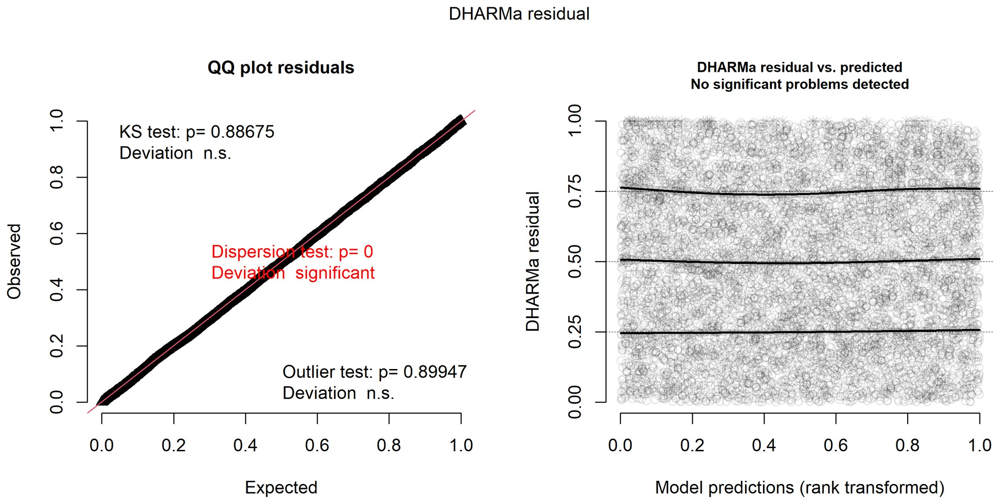 DHARMa residual
QQ plot residuals
KS test: p= 0.88675
Deviation  n.s.
Dispersion test: p= 0
Deviation  significant
Outlier test: p= 0.89947
Deviation  n.s.
Observed
0.0 0.2 0.4 0.6 0.8 1.0
0.0 0.2 0.4 0.6 0.8 1.0
Expected
DHARMa residual vs. predicted
No significant problems detected
DHARMa residual
0.00 0.25 0.50 0.75 1.00
0.0 0.2 0.4 0.6 0.8 1.0
Model predictions (rank transformed)